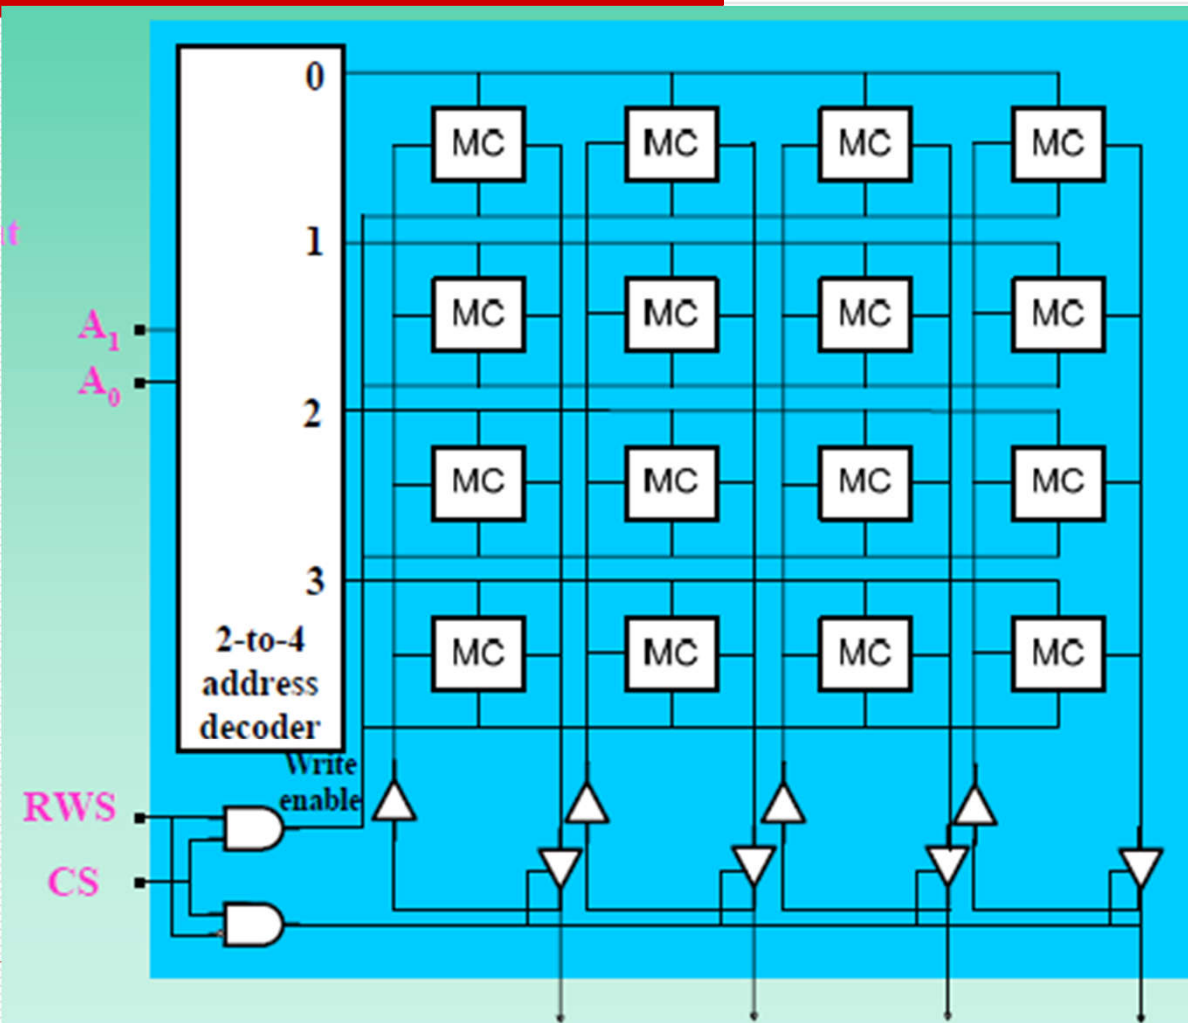 0
MC MC MC MC
1
A1
MC MC MC MC
A0
2
MC MC MC MC
3
2-to-4
address
decoder
MC MC MC MC
Write
enable
RWS
CS